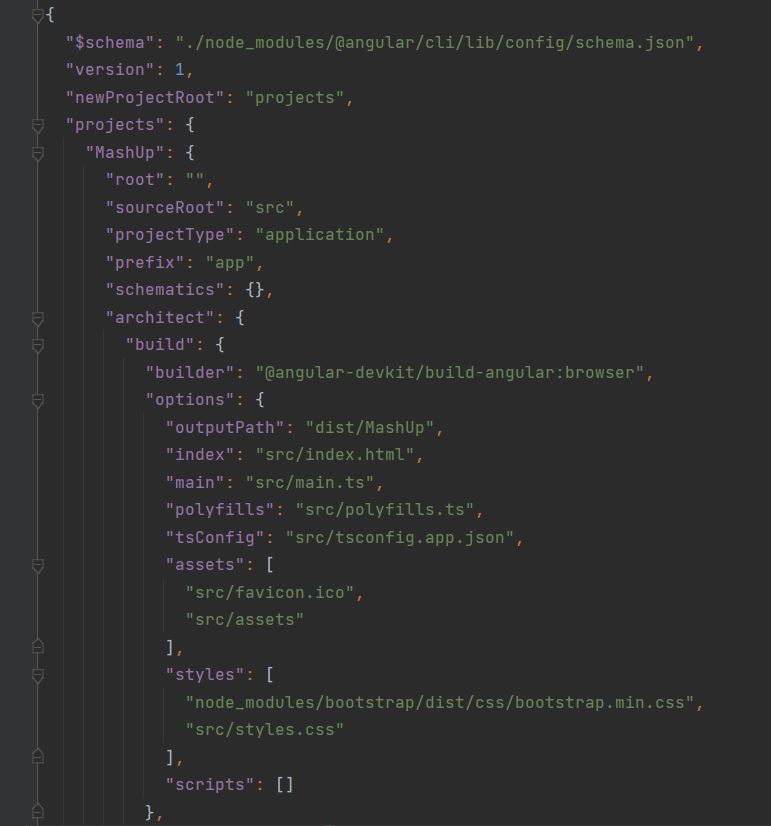 {
"$schema": "./node_modules/@angular/cli/lib/config/schema.json",
"version": 1,
"newProjectRoot": "projects",
"projects": {
"MashUp": {
"root": "",
"sourceRoot": "src",
"projectType": "application",
"prefix": "app",
"schematics": {},
"architect": {
"build": {
"builder": "@angular-devkit/build-angular:browser",
"options": {
"outputPath": "dist/MashUp",
"index": "src/index.html",
"main": "src/main.ts",
"polyfills": "src/polyfills.ts",
"tsConfig": "src/tsconfig.app.json",
"assets": [
"src/favicon.ico",
"src/assets"
],
"styles": [
"node_modules/bootstrap/dist/css/bootstrap.min.css",
"src/styles.css"
],
"scripts": []
},